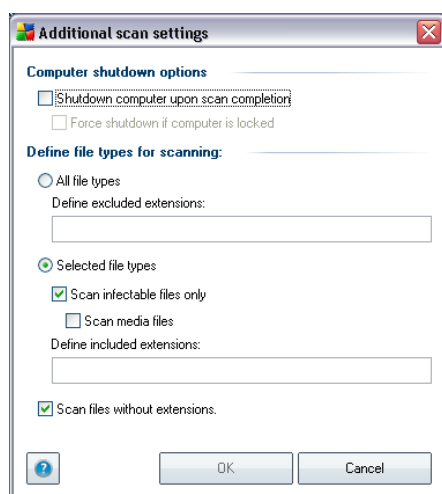 Additional scan settings
Computer shutdown options
Shutdown computer upon scan completion
Force shutdown if computer is locked
Define file types for scanning:
All file types
Define excluded extensions:
Selected file types
Scan infectable files only
Scan media files
Define included extensions:
Scan files without extensions.
?
OK
Cancel